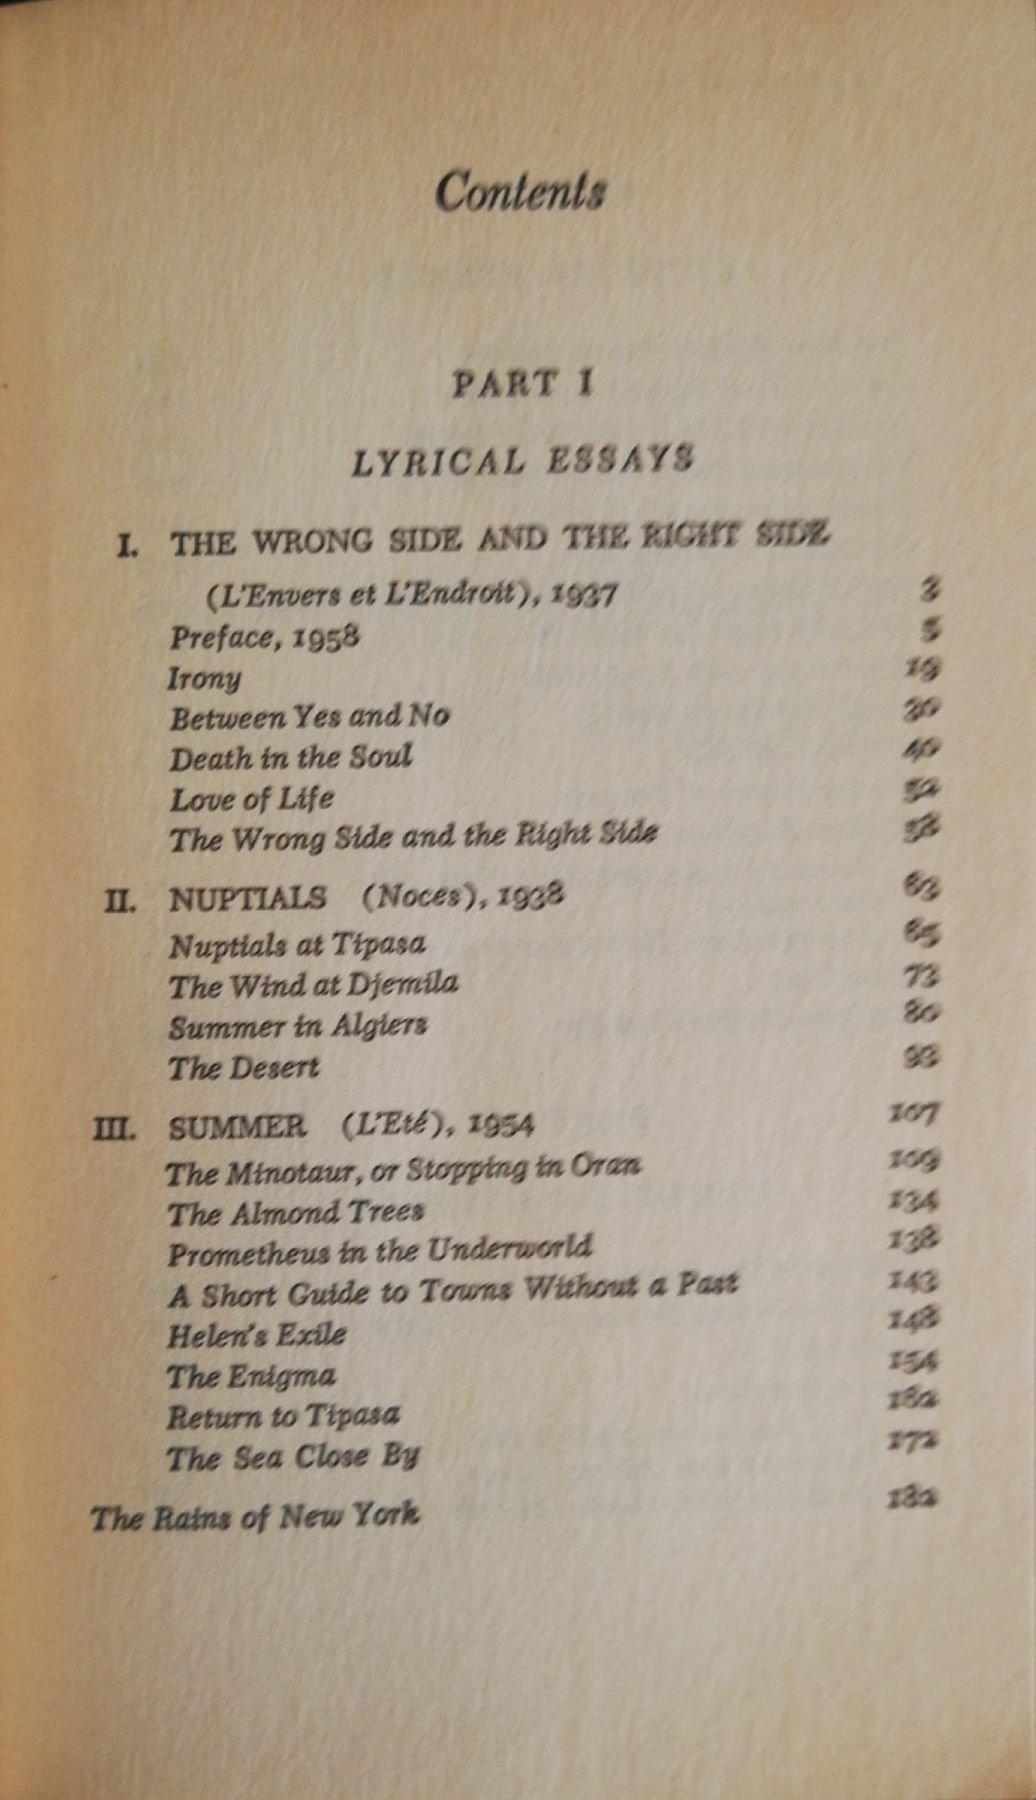 Contents
PART I
LYRICAL ESSAYS
I. THE WRONG SIDE AND THE RIGHT SIDE
(L'Envers et L'Endroit), 1937 3
Preface, 1958 5
Irony 19
Between Yes and No 30
Death in the Soul 40
Love of Life 52
The Wrong Side and the Right Side 58
II. NUPTIALS (Noces), 1938 63
Nuptials at Tipasa 65
The Wind at Djemila 73
Summer in Algiers 80
The Desert 93
III. SUMMER (L'Eté), 1954 107
The Minotaur, or Stopping in Oran 109
The Almond Trees 134
Prometheus in the Underworld 138
A Short Guide to Towns Without a Past 143
Helen's Exile 148
The Enigma 154
Return to Tipasa
The Sea Close By 172
The Rains of New York 182